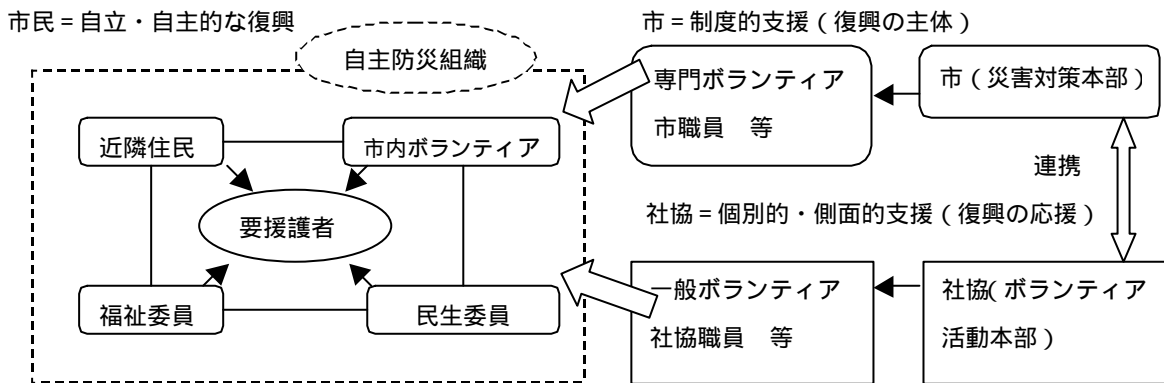 市民＝自立・自主的な復興
自主防災組織
近隣住民
市内ボランティア
要援護者
福祉委員
民生委員
市＝制度的支援（復興の主体）
専門ボランティア
市職員　等
市（災害対策本部）
連携
社協＝個別的・側面的支援（復興の応援）
一般ボランティア
社協職員　等
社協（ボランティア
活動本部）